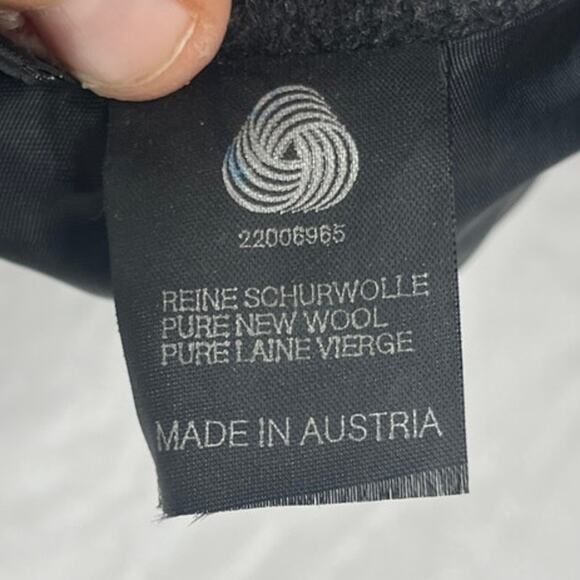 22006965
REINE SCHURWOLLE
PURE NEW WOOL
PURE LAINE VIERGE
MADE IN AUSTRIA